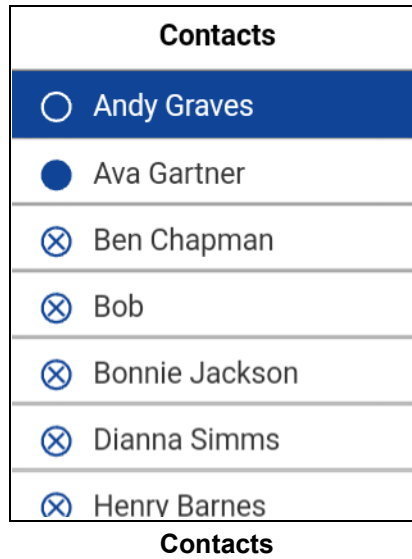 Contacts
Andy Graves
Ava Gartner
Ben Chapman
Bob
Bonnie Jackson
Dianna Simms
Henry Barnes
Contacts